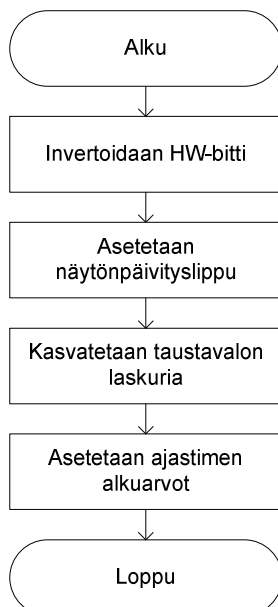 Alku
Invertoidaan HW-bitti
Asetetaan
näytönpäivityslippu
Kasvatetaan taustavalon
laskuria
Asetetaan ajastimen
alkuarvot
Loppu